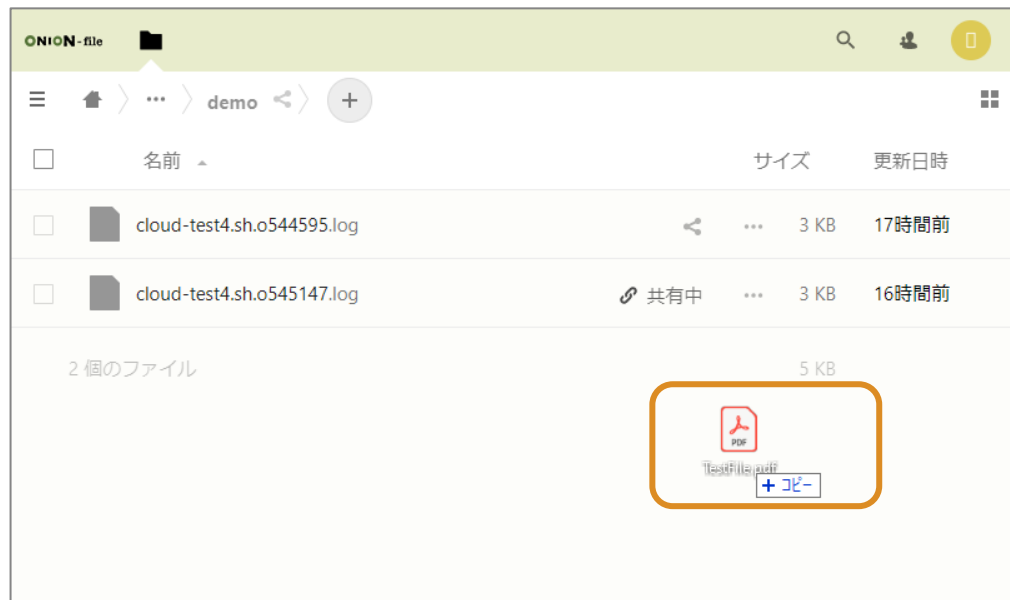 ONION-file
demo
名前 サイズ 更新日時
cloud-test4.sh.o544595.log 3 KB 17時間前
cloud-test4.sh.o545147.log 共有中 3 KB 16時間前
2 個のファイル 5 KB
PDF
TestFile.pdf
+ コピー